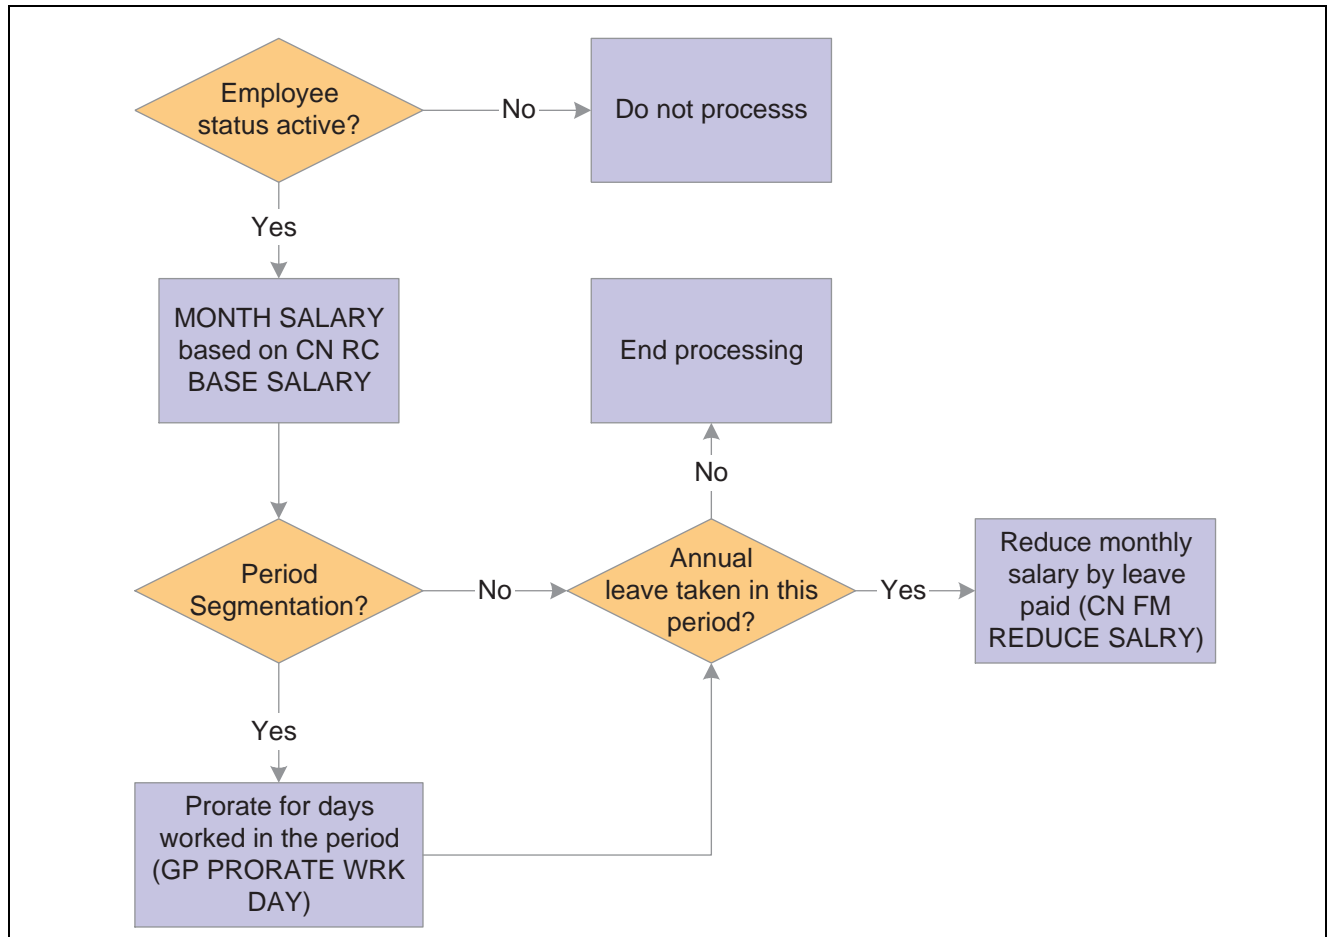 Employee
status active?
No
Do not processs
Yes
MONTH SALARY
based on CN RC
BASE SALARY
End processing
No
Period
Segmentation?
No
Annual
leave taken in this
period?
Yes
Reduce monthly
salary by leave
paid (CN FM
REDUCE SALRY)
Yes
Prorate for days
worked in the period
(GP PRORATE WRK
DAY)